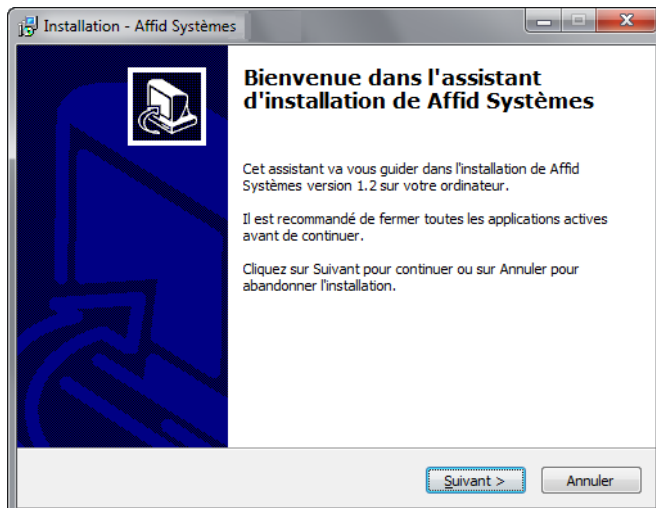 Installation - Affid Systèmes
Bienvenue dans l'assistant
d'installation de Affid Systèmes
Cet assistant va vous guider dans l'installation de Affid
Systèmes version 1.2 sur votre ordinateur.
Il est recommandé de fermer toutes les applications actives
avant de continuer.
Cliquez sur Suivant pour continuer ou sur Annuler pour
abandonner l'installation.
Suivant >
Annuler